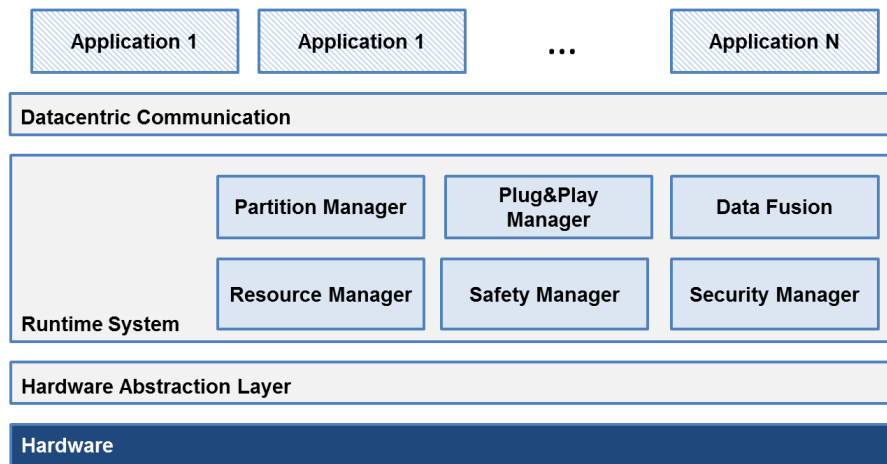 Application 1
Application 1
...
Application N
Datacentric Communication
Partition Manager
Plug&Play
Manager
Data Fusion
Resource Manager
Safety Manager
Security Manager
Runtime System
Hardware Abstraction Layer
Hardware